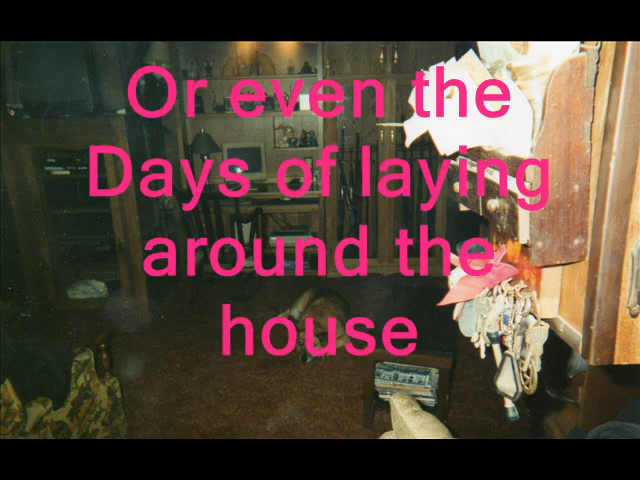 Or even the
Days of laying
around the
house